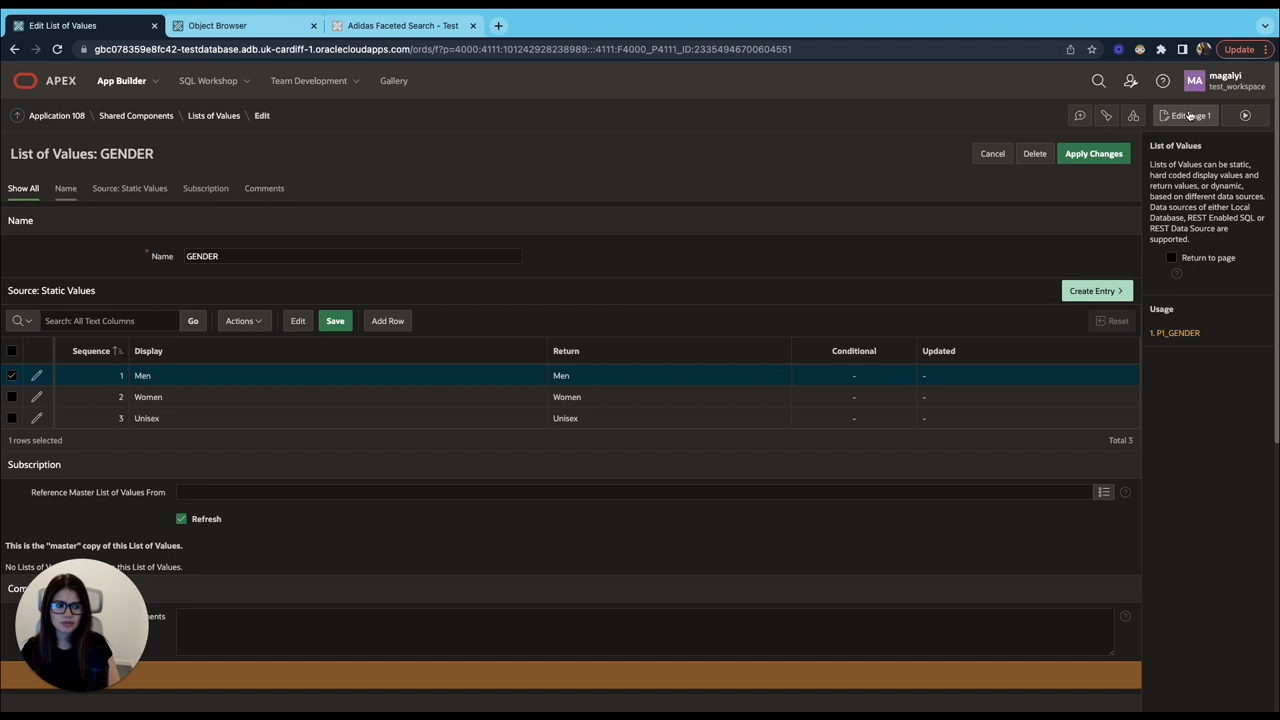 Edit List of Values
Object Browser
Adidas Faceted Search - Test
gbc078359e8fc42-testdatabase.adb.uk-cardiff-1.oraclecloudapps.com/ords/f?p=4000:4111:101242928238989:::4111:F4000_P4111_ID:23354946700604551
Update
APEX
App Builder
SQL Workshop
Team Development
Gallery
MA
magalyi
test_workspace
Application 108
Shared Components
Lists of Values
Edit
List of Values: GENDER
Cancel
Delete
Apply Changes
Show All
Name
Source: Static Values
Subscription
Comments
Name
* Name
GENDER
Source: Static Values
Create Entry
Search: All Text Columns
Go
Actions
Edit
Save
Add Row
Reset
Sequence
Display
Return
Conditional
Updated
1 Men Men - -
2 Women Women - -
3 Unisex Unisex - -
1 rows selected
Total 3
Subscription
Reference Master List of Values From
Refresh
This is the "master" copy of this List of Values.
No Lists of
this List of Values.
List of Values
Lists of Values can be static,
hard coded display values and
return values, or dynamic,
based on different data sources.
Data sources of either Local
Database, REST Enabled SQL or
REST Data Source are
supported.
Return to page
Usage
1. P1_GENDER